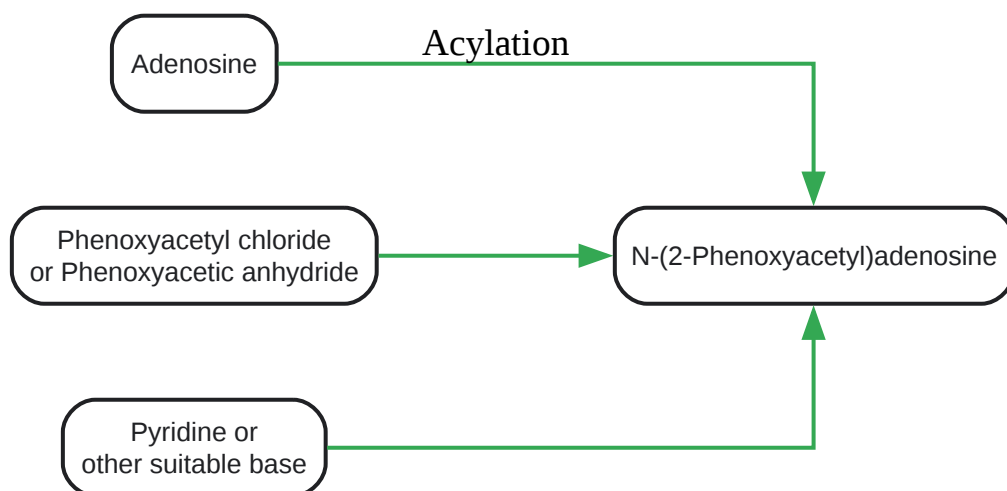 Acylation
Adenosine
Phenoxyacetyl chloride
or Phenoxyacetic anhydride
N-(2-Phenoxyacetyl)adenosine
Pyridine or
other suitable base